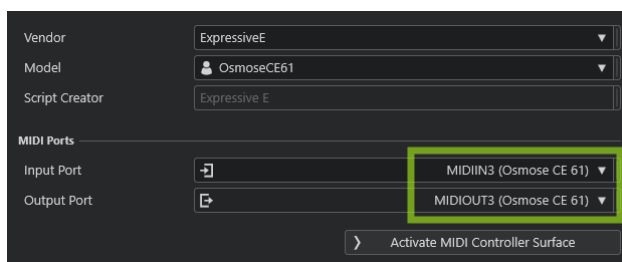 Vendor ExpressiveE
Model OsmoseCE61
Script Creator Expressive E
MIDI Ports
Input Port MIDIIN3 (Osmose CE 61)
Output Port MIDIOUT3 (Osmose CE 61)
Activate MIDI Controller Surface